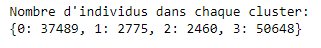 Nombre d'individus dans chaque cluster:
{0: 37489, 1: 2775, 2: 2460, 3: 50648}